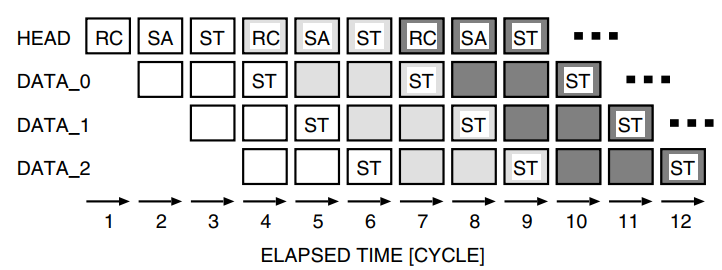 HEAD RC SA ST RC SA ST RC SA ST
DATA_0 ST ST ST
DATA_1 ST ST ST
DATA_2 ST ST ST
1 2 3 4 5 6 7 8 9 10 11 12
ELAPSED TIME [CYCLE]